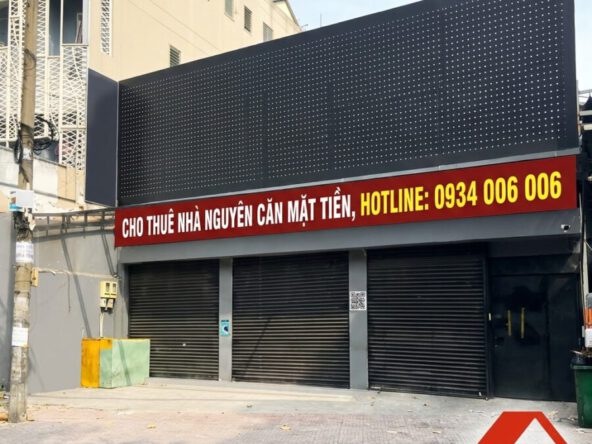 CHO THUÊ NHÀ NGUYÊN CĂN MẶT TIỀN, HOTLINE: 0934 006 006